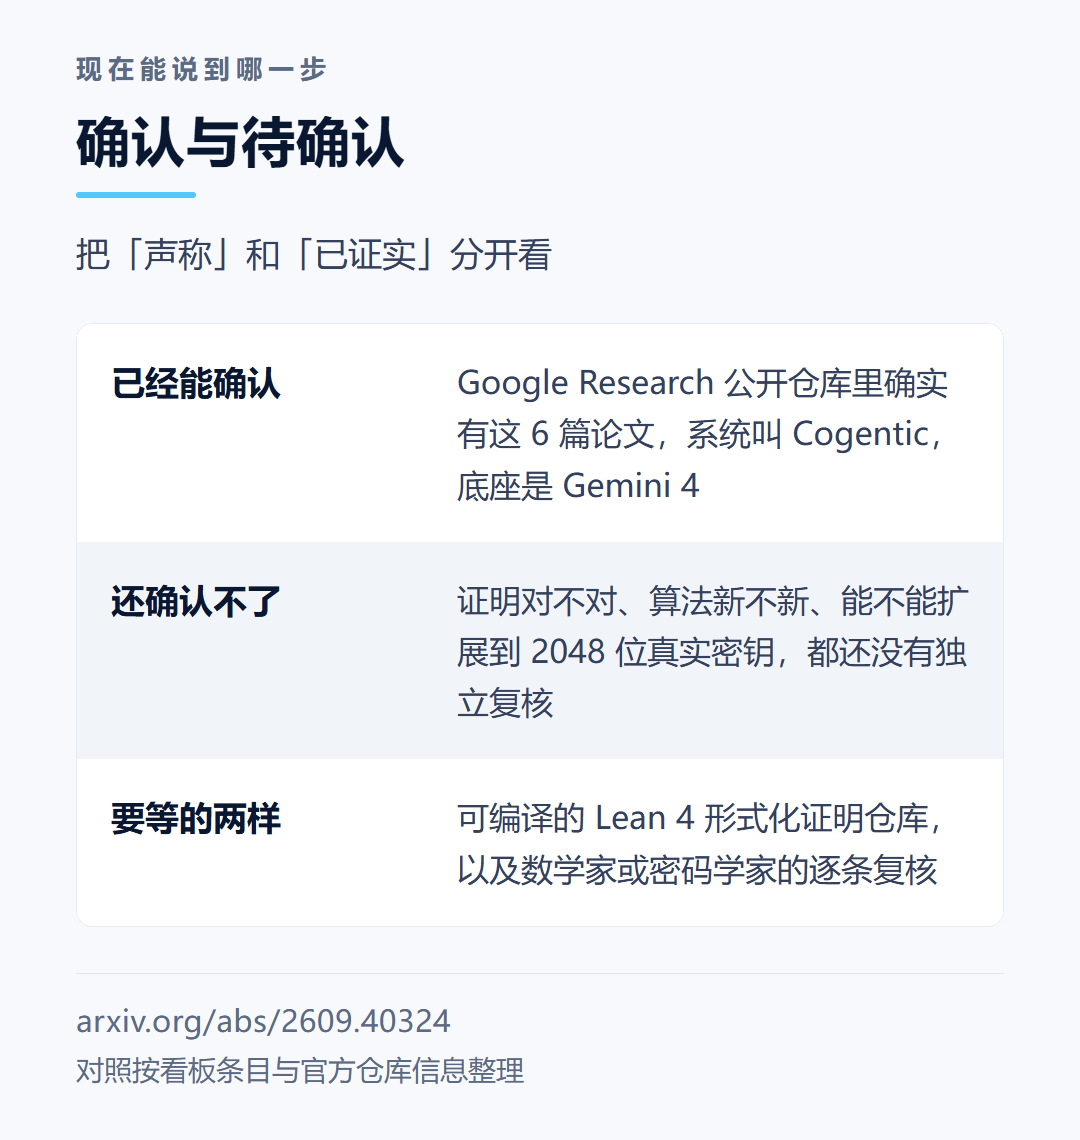 现在能说到哪一步
确认与待确认
把「声称」和「已证实」分开看
已经能确认
Google Research 公开仓库里确实
有这 6 篇论文，系统叫 Cogentic，
底座是 Gemini 4
还确认不了
证明对不对、算法新不新、能不能扩
展到 2048 位真实密钥，都还没有独
立复核
要等的两样
可编译的 Lean 4 形式化证明仓库，
以及数学家或密码学家的逐条复核
arxiv.org/abs/2609.40324
对照按看板条目与官方仓库信息整理